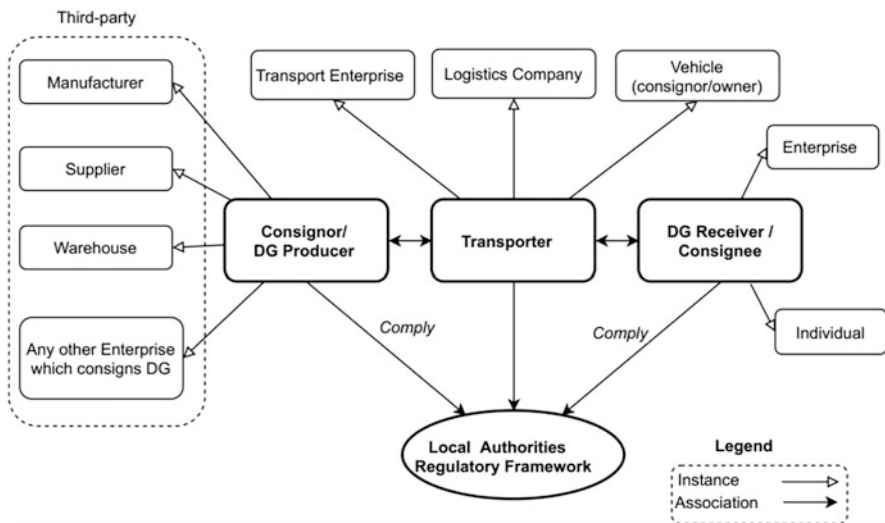 Third-party
Manufacturer
Supplier
Warehouse
Any other Enterprise
which consigns DG
Transport Enterprise
Logistics Company
Vehicle
(consignor/owner)
Enterprise
Individual
Consignor/
DG Producer
Transporter
DG Receiver /
Consignee
Comply
Comply
Local Authorities
Regulatory Framework
Legend
Instance
Association